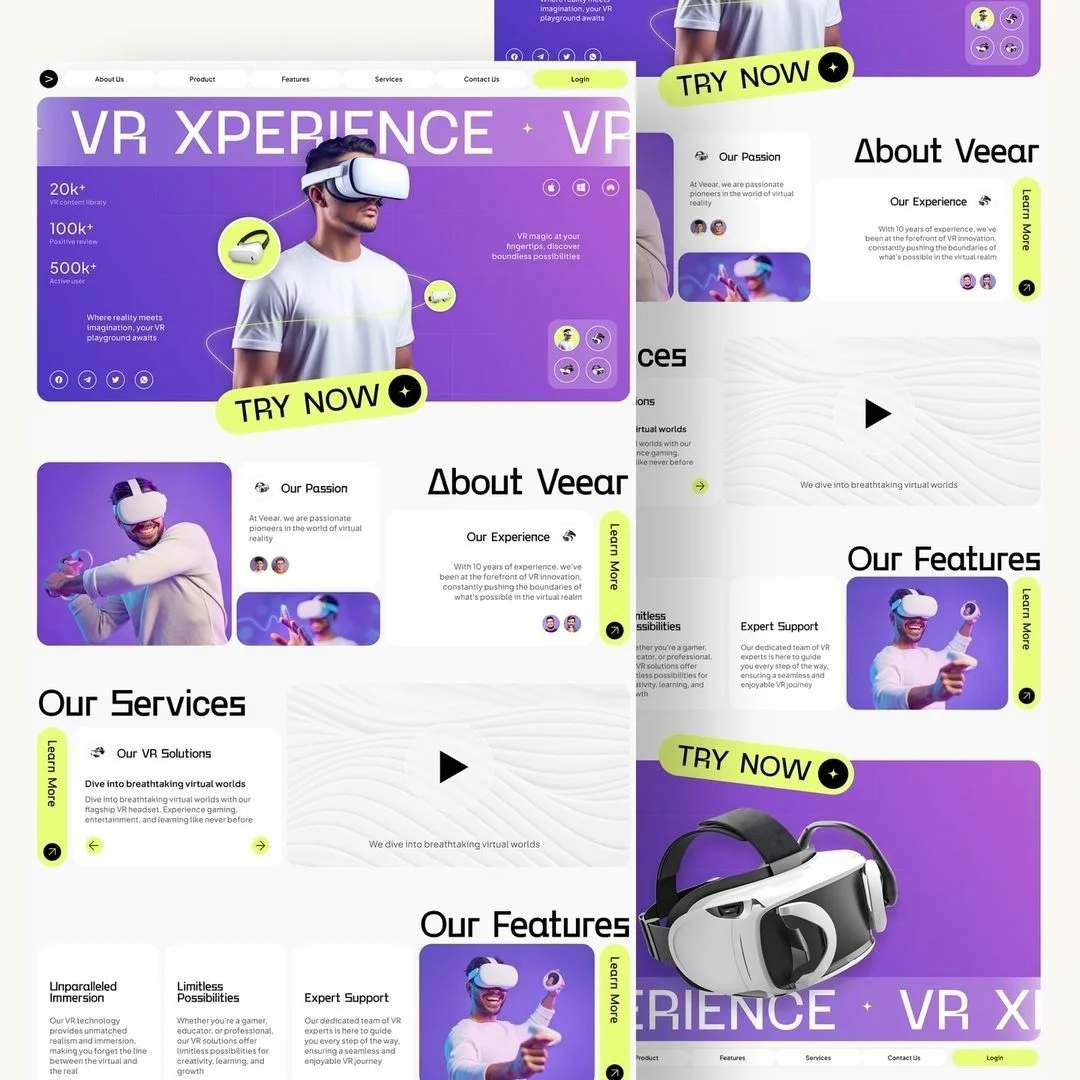 About Us
Product
Features
Services
Contact Us
Login
VR XPERIENCE
VR
20k+
VR content library
100k+
Positive review
500k+
Active user
VR magic at your
fingertips, discover
boundless possibilities
Where reality meets
imagination, your VR
playground awaits
TRY NOW
About Veear
Our Passion
At Veear, we are passionate
pioneers in the world of virtual
reality
Our Experience
With 10 years of experience, we've
been at the forefront of VR innovation,
constantly pushing the boundaries of
what's possible in the virtual realm
Learn More
Our Services
Learn More
Our VR Solutions
Dive into breathtaking virtual worlds
Dive into breathtaking virtual worlds with our
flagship VR headset. Experience gaming,
entertainment, and learning like never before
We dive into breathtaking virtual worlds
Our Features
Unparalleled
Immersion
Our VR technology
provides unmatched
realism and immersion,
making you forget the line
between the virtual and
the real
Limitless
Possibilities
Whether you're a gamer,
educator, or professional,
our VR solutions offer
limitless possibilities for
creativity, learning, and
growth
Expert Support
Our dedicated team of VR
experts is here to guide
you every step of the way,
ensuring a seamless and
enjoyable VR journey
Learn More
imagination, your VR
playground awaits
TRY NOW
About Veear
Our Passion
At Veear, we are passionate
pioneers in the world of virtual
reality
Our Experience
With 10 years of experience, we've
been at the forefront of VR innovation,
constantly pushing the boundaries of
what's possible in the virtual realm
Learn More
ces
ions
irtual worlds
l worlds with our
nce gaming,
like never before
We dive into breathtaking virtual worlds
Our Features
mitless
ssibilities
ether you're a gamer,
cator, or professional,
VR solutions offer
tless possibilities for
ativity, learning, and
wth
Expert Support
Our dedicated team of VR
experts is here to guide
you every step of the way,
ensuring a seamless and
enjoyable VR journey
Learn More
TRY NOW
ERIENCE
VR X
Product
Features
Services
Contact Us
Login